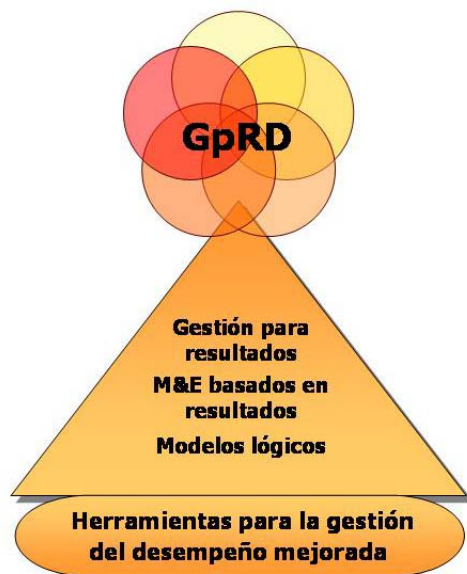 GpRD
Gestión para
resultados
M&E basados en
resultados
Modelos lógicos
Herramientas para la gestión
del desempeño mejorada